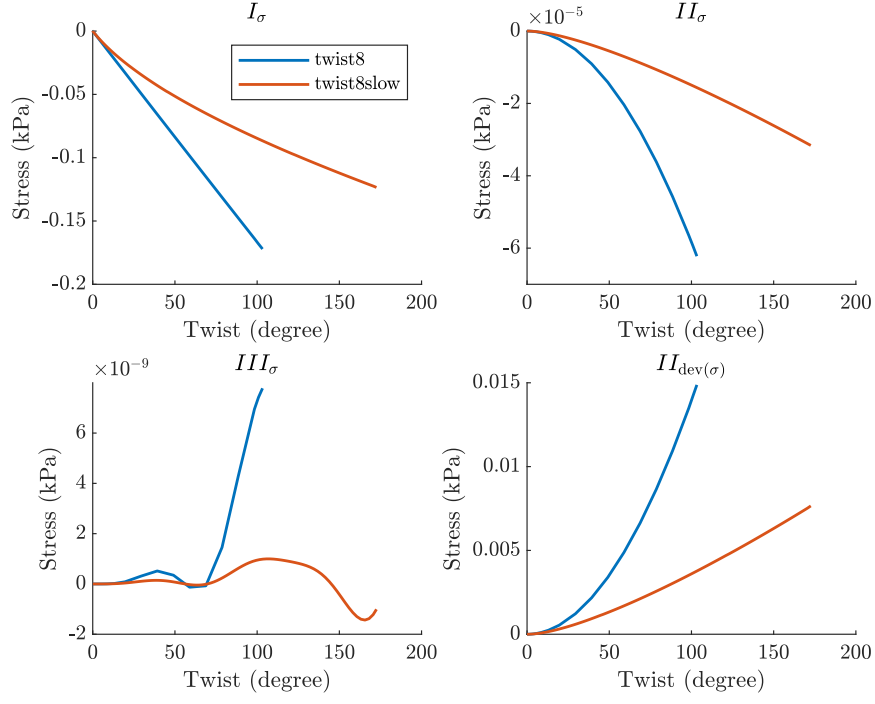 I_σ
0
-0.05
-0.1
-0.15
-0.2
Stress (kPa)
0 50 100 150 200
Twist (degree)
twist8
twist8slow
II_σ
×10^-5
0
-2
-4
-6
Stress (kPa)
0 50 100 150 200
Twist (degree)
III_σ
×10^-9
6
4
2
0
-2
Stress (kPa)
0 50 100 150 200
Twist (degree)
II_dev(σ)
0.015
0.01
0.005
0
Stress (kPa)
0 50 100 150 200
Twist (degree)